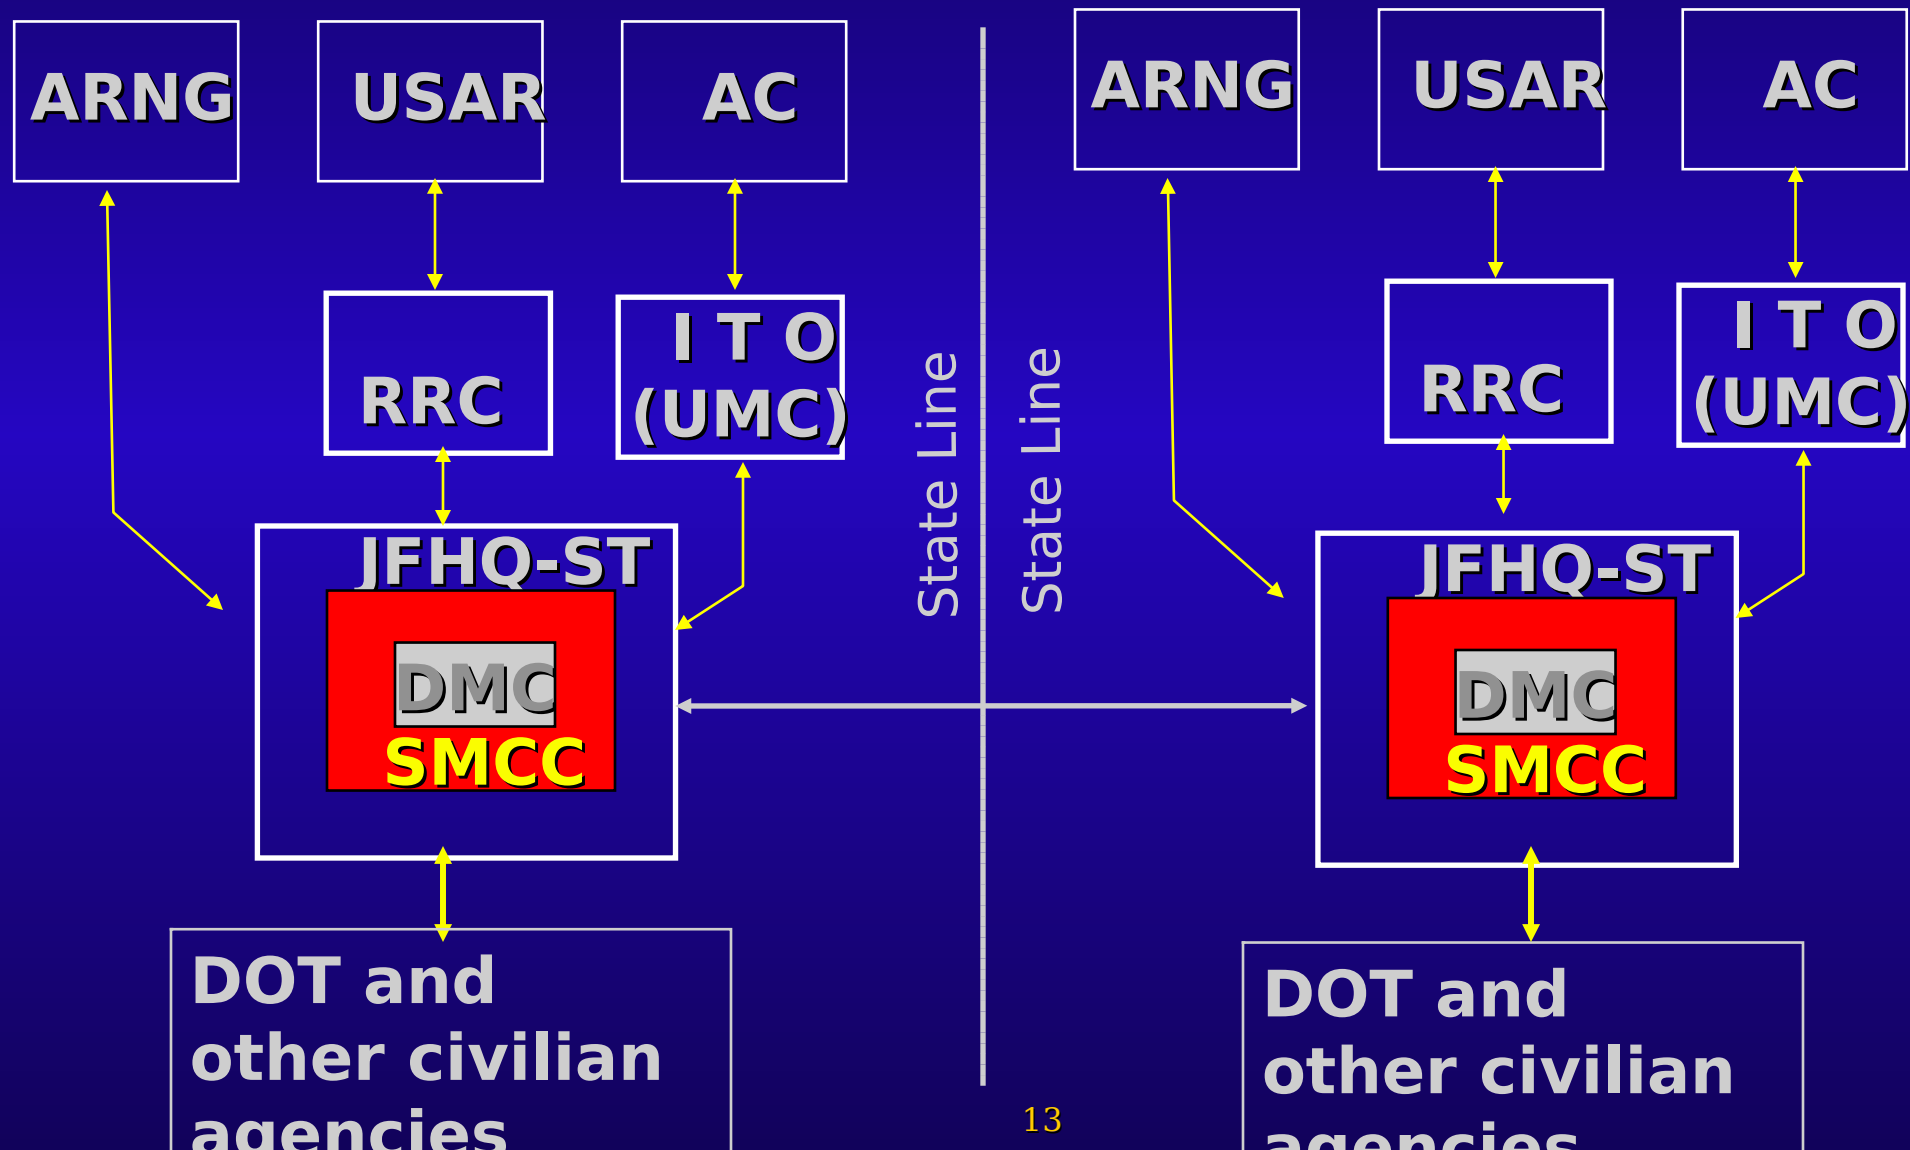 ARNG
USAR
AC
RRC
I T O
(UMC)
JFHQ-ST
DMC
SMCC
DOT and
other civilian
agencies
State Line
State Line
ARNG
USAR
AC
RRC
I T O
(UMC)
JFHQ-ST
DMC
SMCC
DOT and
other civilian
agencies
13